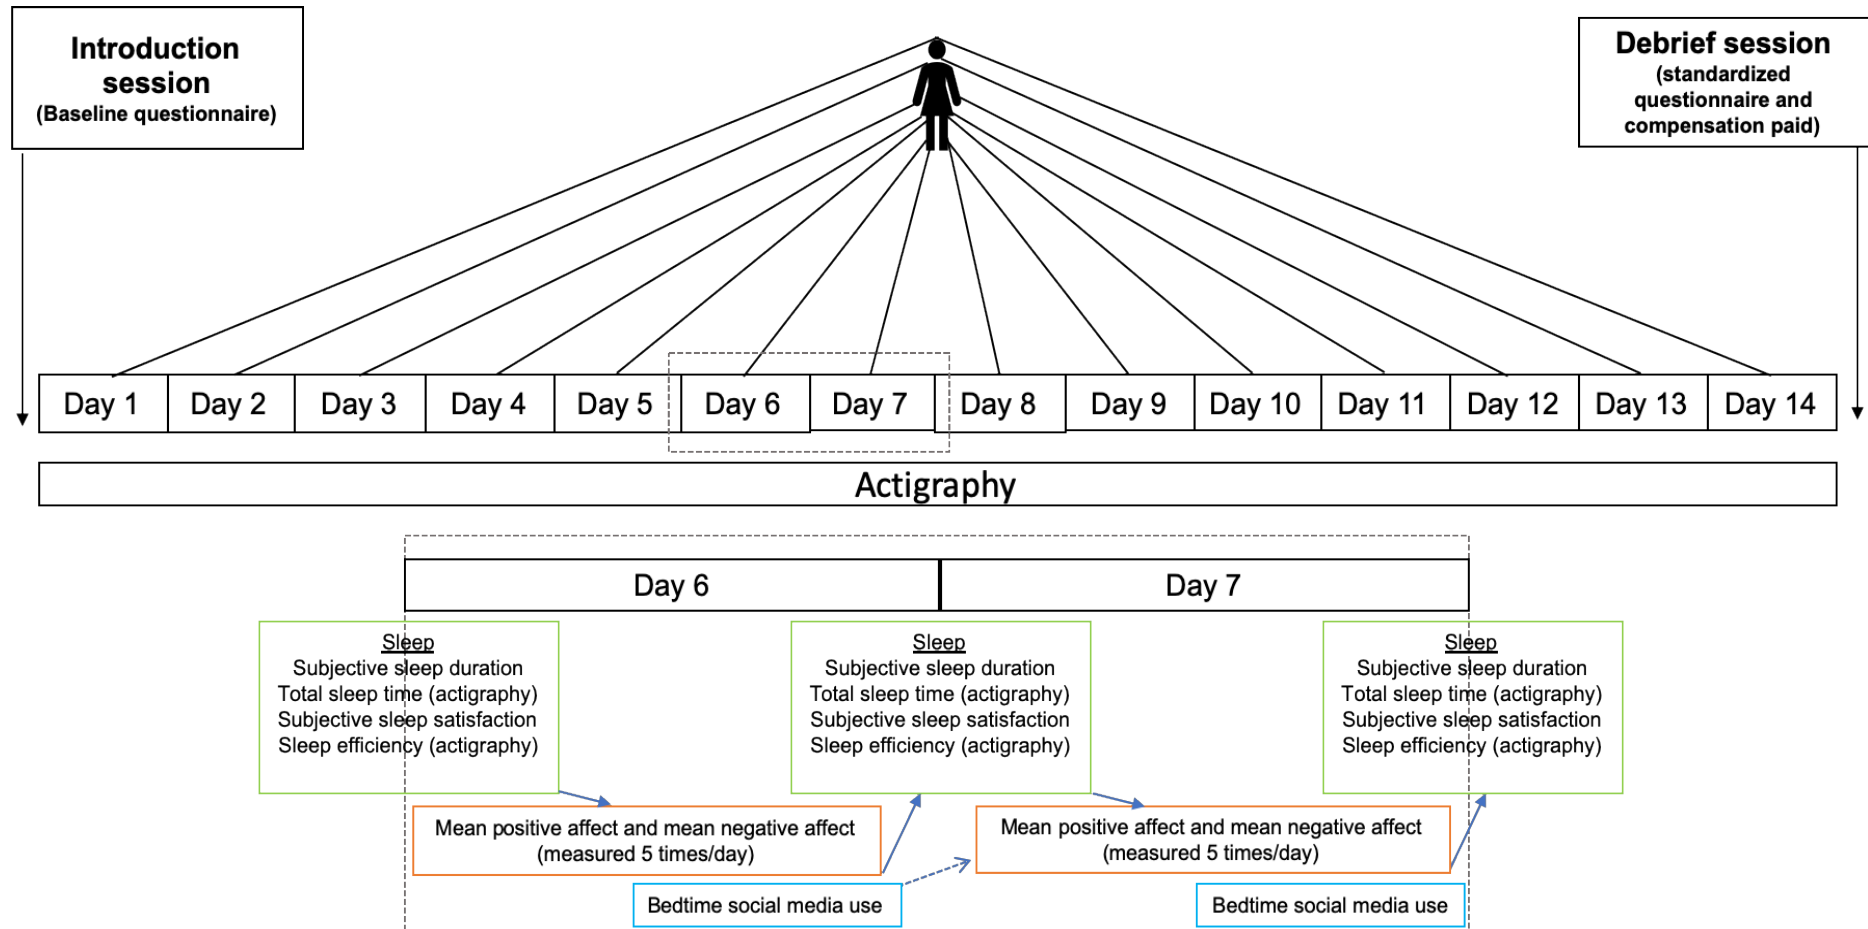 Introduction
session
(Baseline questionnaire)
Debrief session
(standardized
questionnaire and
compensation paid)
Day 1
Day 2
Day 3
Day 4
Day 5
Day 6
Day 7
Day 8
Day 9
Day 10
Day 11
Day 12
Day 13
Day 14
Actigraphy
Day 6
Day 7
Sleep
Subjective sleep duration
Total sleep time (actigraphy)
Subjective sleep satisfaction
Sleep efficiency (actigraphy)
Sleep
Subjective sleep duration
Total sleep time (actigraphy)
Subjective sleep satisfaction
Sleep efficiency (actigraphy)
Sleep
Subjective sleep duration
Total sleep time (actigraphy)
Subjective sleep satisfaction
Sleep efficiency (actigraphy)
Mean positive affect and mean negative affect
(measured 5 times/day)
Mean positive affect and mean negative affect
(measured 5 times/day)
Bedtime social media use
Bedtime social media use